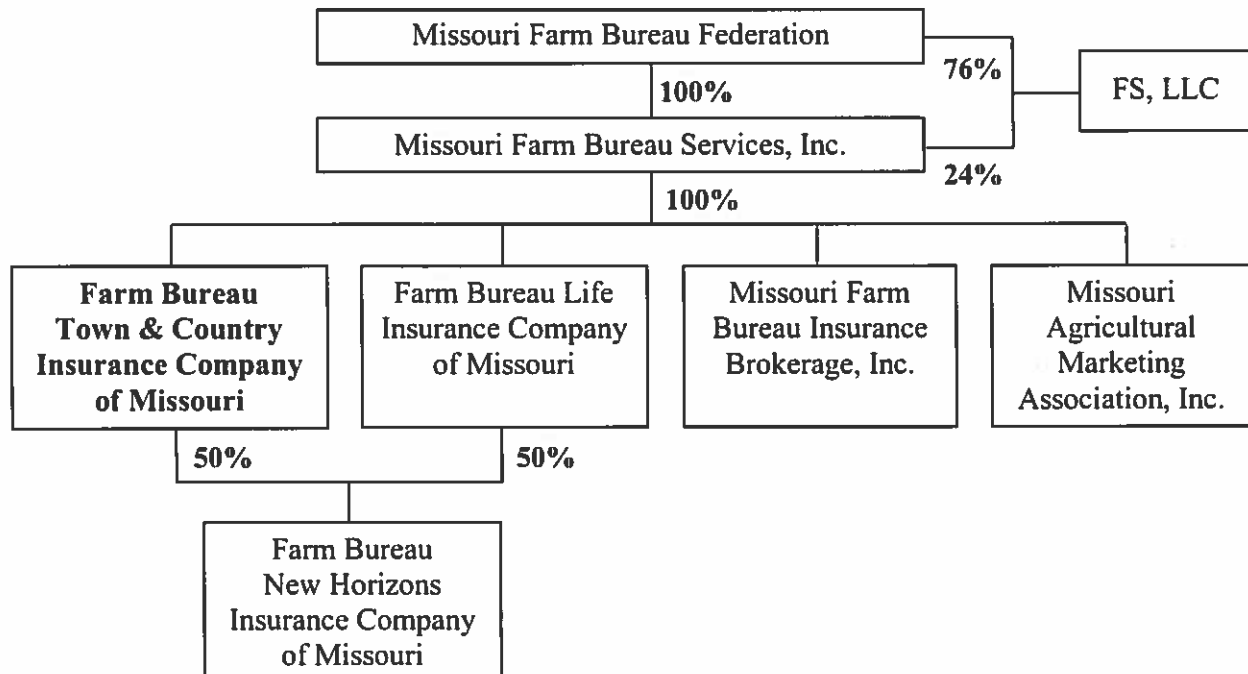 Missouri Farm Bureau Federation
76%
100%
FS, LLC
Missouri Farm Bureau Services, Inc.
24%
100%
Farm Bureau
Town & Country
Insurance Company
of Missouri
Farm Bureau Life
Insurance Company
of Missouri
Missouri Farm
Bureau Insurance
Brokerage, Inc.
Missouri
Agricultural
Marketing
Association, Inc.
50%
50%
Farm Bureau
New Horizons
Insurance Company
of Missouri